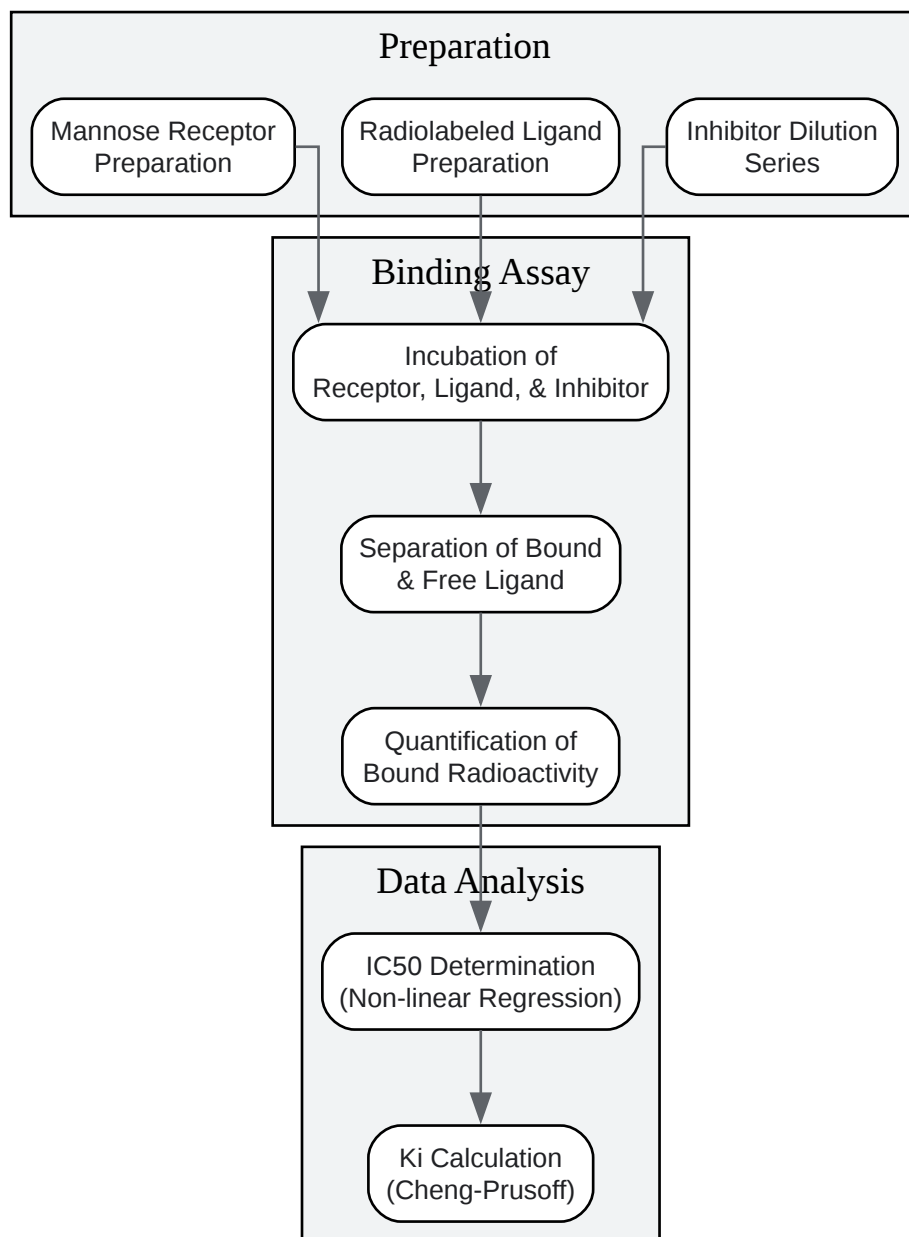 Preparation
Mannose Receptor
Preparation
Radiolabeled Ligand
Preparation
Inhibitor Dilution
Series
Binding Assay
Incubation of
Receptor, Ligand, & Inhibitor
Separation of Bound
& Free Ligand
Quantification of
Bound Radioactivity
Data Analysis
IC50 Determination
(Non-linear Regression)
Ki Calculation
(Cheng-Prusoff)